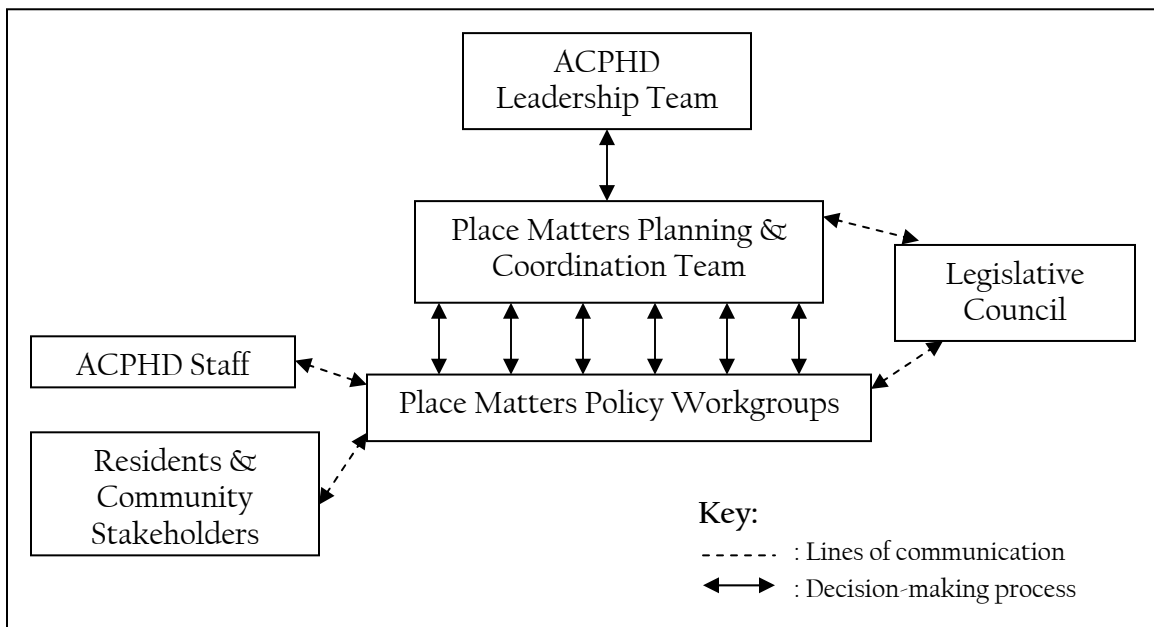 ACPHD
Leadership Team
Place Matters Planning &
Coordination Team
Legislative
Council
ACPHD Staff
Place Matters Policy Workgroups
Residents &
Community
Stakeholders
Key:
: Lines of communication
: Decision-making process